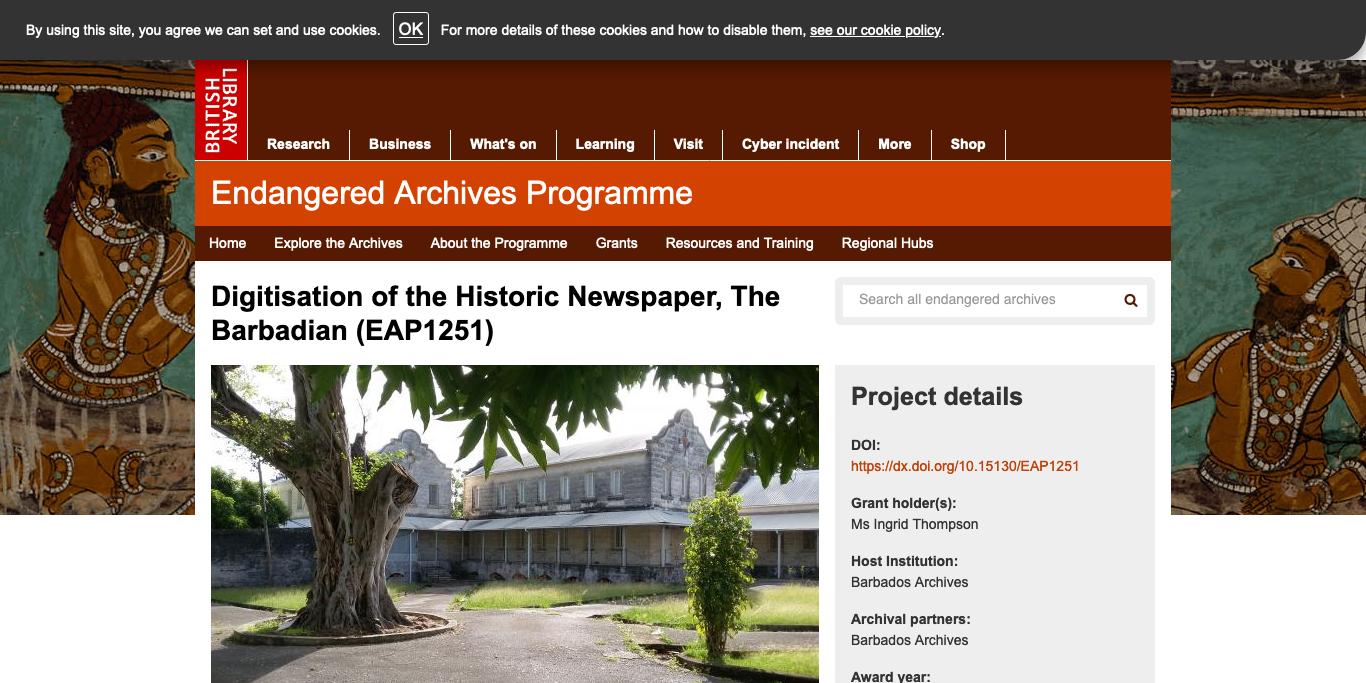 By using this site, you agree we can set and use cookies. OK For more details of these cookies and how to disable them, see our cookie policy.
BRITISH
LIBRARY
Research Business What's on Learning Visit Cyber incident More Shop
Endangered Archives Programme
Home Explore the Archives About the Programme Grants Resources and Training Regional Hubs
Digitisation of the Historic Newspaper, The
Barbadian (EAP1251)
Search all endangered archives
Project details
DOI:
https://dx.doi.org/10.15130/EAP1251
Grant holder(s):
Ms Ingrid Thompson
Host Institution:
Barbados Archives
Archival partners:
Barbados Archives
Award year: